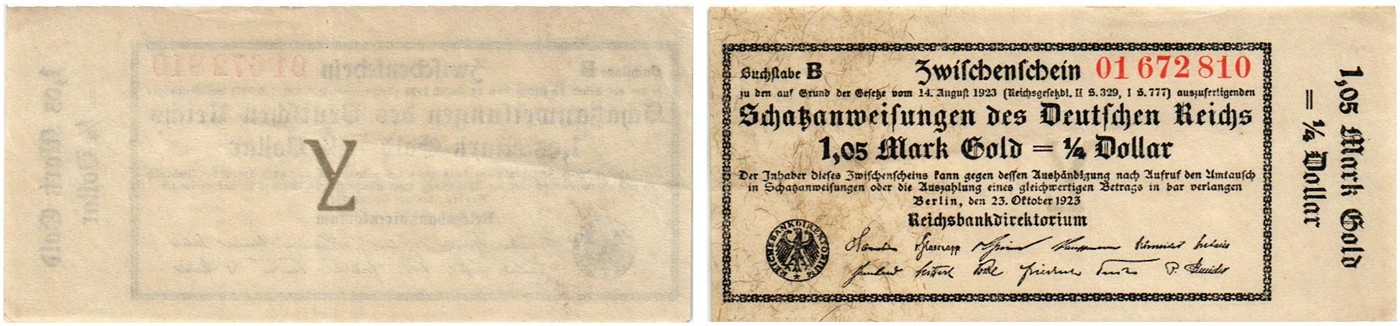 Y
Buchstabe B Zwischenschein 01672810
zu den auf Grund der Gesetze vom 14. August 1923 (Reichsgesetzbl. II S. 329, I S. 777) auszufertigenden
Schatzanweisungen des Deutschen Reichs
1,05 Mark Gold = ¼ Dollar
Der Inhaber dieses Zwischenscheins kann gegen dessen Aushändigung nach Aufruf den Umtausch
in Schatzanweisungen oder die Auszahlung eines gleichwertigen Betrags in bar verlangen
Berlin, den 23. Oktober 1923
Reichsbankdirektorium
REICHSBANKDIREKTORIUM
1,05 Mark Gold
= ¼ Dollar